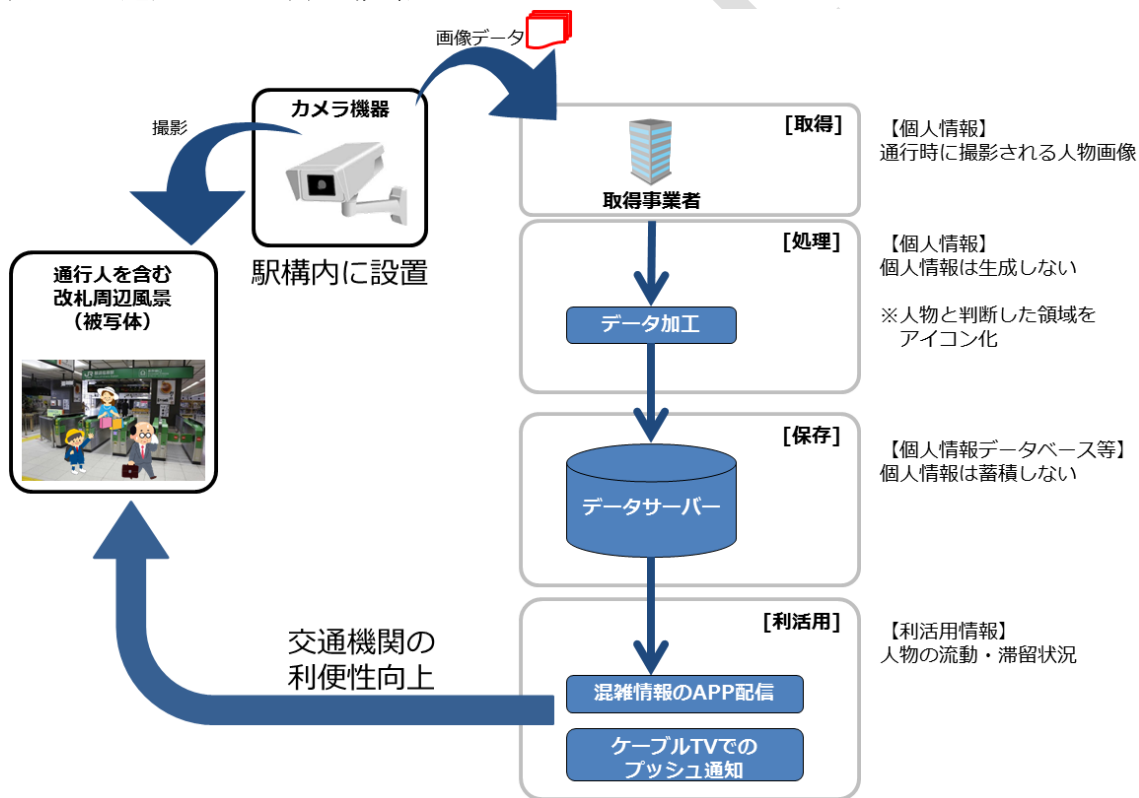 画像データ
カメラ機器
撮影
駅構内に設置
通行人を含む
改札周辺風景
（被写体）
[取得]
取得事業者
【個人情報】
通行時に撮影される人物画像
[処理]
データ加工
【個人情報】
個人情報は生成しない
※人物と判断した領域を
アイコン化
[保存]
データサーバー
【個人情報データベース等】
個人情報は蓄積しない
[利活用]
混雑情報のAPP配信
ケーブルTVでの
プッシュ通知
【利活用情報】
人物の流動・滞留状況
交通機関の
利便性向上